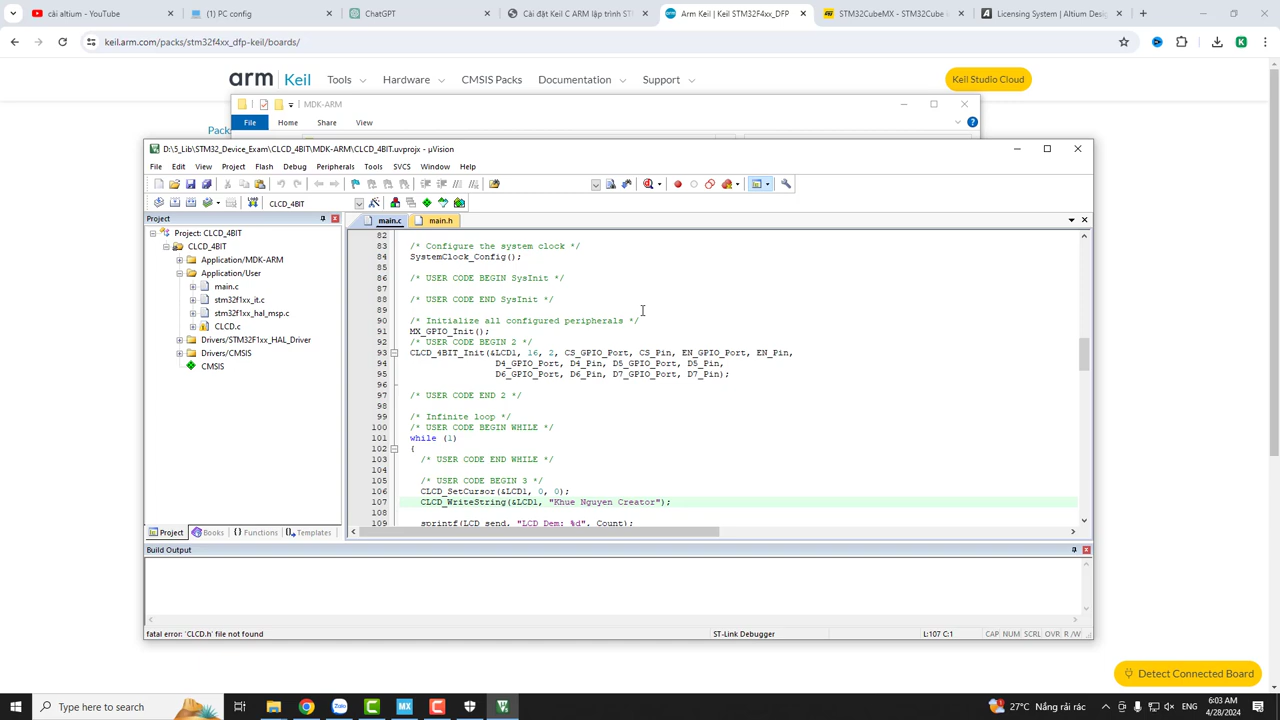 cài altium - YouTube
(1) PC config
ChatGPT
Cài đặt Keil C ARM lập trình ST
Arm Keil | Keil STM32F4xx_DFP
STM32CubeMX - STM32Cube
Licensing System | Altium Desi
keil.arm.com/packs/stm32f4xx_dfp-keil/boards/
K
arm Keil Tools Hardware CMSIS Packs Documentation Support Keil Studio Cloud
MDK-ARM
Pack
File Home Share View
D:\5_Lib\STM32_Device_Exam\CLCD_4BIT\MDK-ARM\CLCD_4BIT.uvprojx - µVision
File Edit View Project Flash Debug Peripherals Tools SVCS Window Help
CLCD_4BIT
Project
main.c main.h
Project: CLCD_4BIT
CLCD_4BIT
Application/MDK-ARM
Application/User
main.c
stm32f1xx_it.c
stm32f1xx_hal_msp.c
CLCD.c
Drivers/STM32F1xx_HAL_Driver
Drivers/CMSIS
CMSIS
82
83 /* Configure the system clock */
84 SystemClock_Config();
85
86 /* USER CODE BEGIN SysInit */
87
88 /* USER CODE END SysInit */
89
90 /* Initialize all configured peripherals */
91 MX_GPIO_Init();
92 /* USER CODE BEGIN 2 */
93 CLCD_4BIT_Init(&LCD1, 16, 2, CS_GPIO_Port, CS_Pin, EN_GPIO_Port, EN_Pin,
94 D4_GPIO_Port, D4_Pin, D5_GPIO_Port, D5_Pin,
95 D6_GPIO_Port, D6_Pin, D7_GPIO_Port, D7_Pin);
96
97 /* USER CODE END 2 */
98
99 /* Infinite loop */
100 /* USER CODE BEGIN WHILE */
101 while (1)
102 {
103 /* USER CODE END WHILE */
104
105 /* USER CODE BEGIN 3 */
106 CLCD_SetCursor(&LCD1, 0, 0);
107 CLCD_WriteString(&LCD1, "Khue Nguyen Creator");
108
109 sprintf(LCD_send, "LCD Dem: %d", Count);
Project Books Functions Templates
Build Output
fatal error: 'CLCD.h' file not found
ST-Link Debugger
L:107 C:1
CAP NUM SCRL OVR R/W
Detect Connected Board
Type here to search
Zalo
MX
27°C Nắng rải rác
ENG
6:03 AM
4/28/2024